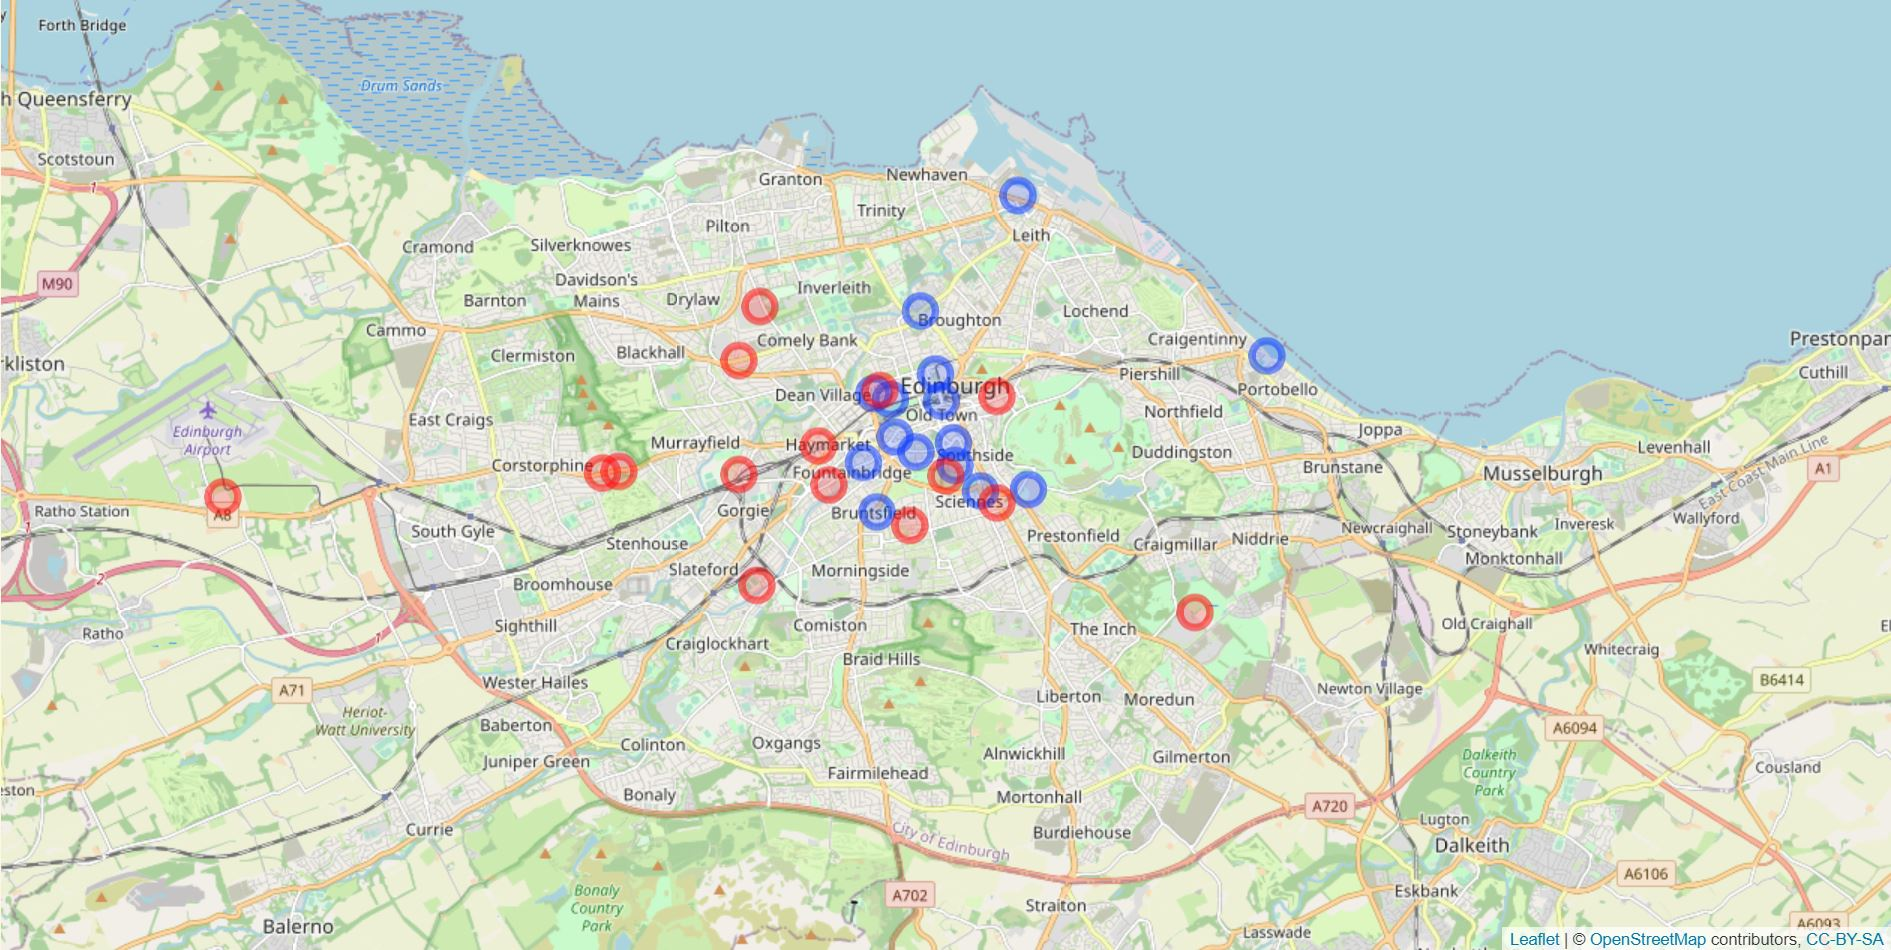 Forth Bridge
Drum Sands
h Queensferry
Scotstoun
1
Newhaven
Granton
Trinity
Pilton
Leith
Cramond
Silverknowes
M90
Davidson's
Mains
Inverleith
Barnton
Drylaw
Lochend
Broughton
Cammo
Craigentinny
Prestonpan
Comely Bank
Blackhall
Clermiston
rkliston
Cuthill
Piershill
Edinburgh
Portobello
Dean Village
Old Town
Northfield
East Craigs
Joppa
Edinburgh
Airport
Murrayfield
Haymarket
Levenhall
Duddingston
Southside
Corstorphine
Brunstane
Musselburgh
A1
Fountainbridge
East Coast Main Line
Sciennes
Ratho Station
A8
Gorgie
Bruntsfield
Wallyford
Inveresk
Newcraighall
Stoneybank
South Gyle
Prestonfield
Niddrie
Stenhouse
Craigmillar
Monktonhall
Slateford
Morningside
2
Broomhouse
Sighthill
Comiston
The Inch
Old Craighall
Ratho
1
1
Craiglockhart
Whitecraig
Braid Hills
Wester Hailes
B6414
A71
Newton Village
Liberton
Moredun
Heriot-
Watt University
Baberton
A6094
Colinton
Oxgangs
Alnwickhill
Gilmerton
Juniper Green
Dalkeith
Country
Park
Cousland
Fairmilehead
eston
Bonaly
Mortonhall
A720
Lugton
Currie
Burdiehouse
City of Edinburgh
Dalkeith
A6106
Bonaly
Country
Park
A702
Eskbank
Straiton
Balerno
Lasswade
A6093
Leaflet | © OpenStreetMap contributors, CC-BY-SA